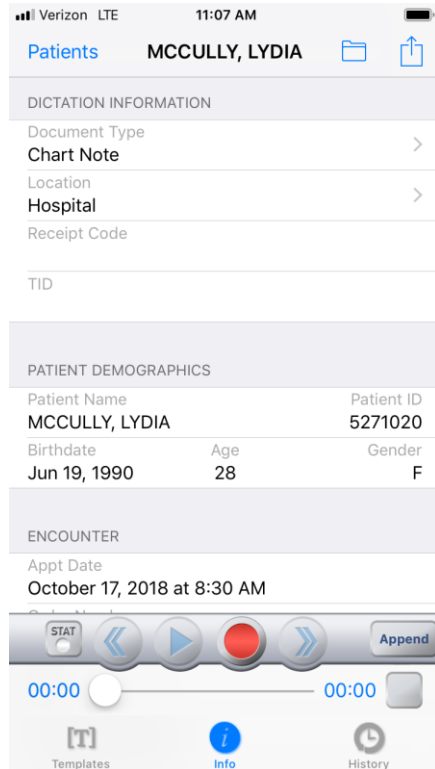 Verizon LTE 11:07 AM
Patients MCCULLY, LYDIA
DICTATION INFORMATION
Document Type
Chart Note
Location
Hospital
Receipt Code
TID
PATIENT DEMOGRAPHICS
Patient Name Patient ID
MCCULLY, LYDIA 5271020
Birthdate Age Gender
Jun 19, 1990 28 F
ENCOUNTER
Appt Date
October 17, 2018 at 8:30 AM
STAT Append
00:00 00:00
[T] i
Templates Info History